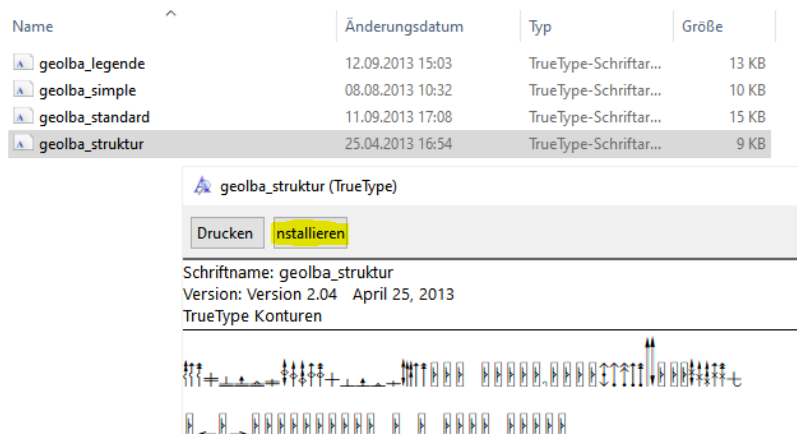 Name Änderungsdatum Typ Größe
geolba_legende 12.09.2013 15:03 TrueType-Schriftar... 13 KB
geolba_simple 08.08.2013 10:32 TrueType-Schriftar... 10 KB
geolba_standard 11.09.2013 17:08 TrueType-Schriftar... 15 KB
geolba_struktur 25.04.2013 16:54 TrueType-Schriftar... 9 KB
geolba_struktur (TrueType)
Drucken nstallieren
Schriftname: geolba_struktur
Version: Version 2.04 April 25, 2013
TrueType Konturen